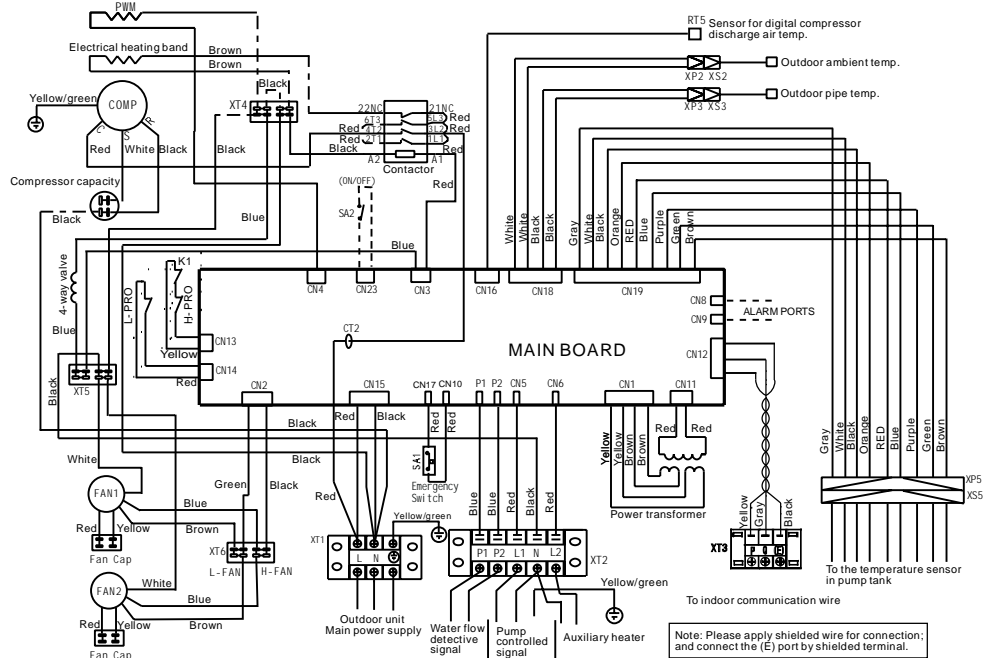 PWM
RT5 Sensor for digital compressor
discharge air temp.
Electrical heating band
Brown
Brown
Black
XP2 XS2
Outdoor ambient temp.
XP3 XS3
Outdoor pipe temp.
Yellow/green
COMP
C
S
R
XT4
22NC
21NC
6T3
5L3
Red
Red
4T2
3L2
Red
Red
2T1
1L1
Black
Red
A2
A1
Contactor
Red
White
Black
Black
Compressor capacity
Black
(ON/OFF)
SA2
Red
Blue
Blue
White
White
Black
Black
Gray
White
Black
Orange
RED
Blue
Purple
Green
Brown
4-way valve
Blue
L-PRO
K1
H-PRO
Yellow
Red
CN4
CN23
CN3
CN16
CN18
CN19
CN8
CN9
ALARM PORTS
CN13
CN14
CT2
MAIN BOARD
CN12
XT5
Black
CN2
CN15
CN17
CN10
P1
P2
CN5
CN6
CN1
CN11
Red
Black
Red
Red
Black
Black
White
SA1
Emergency
Switch
Yellow
Yellow
Brown
Brown
Red
Red
Power transformer
Gray
White
Black
Orange
RED
Blue
Purple
Green
Brown
XP5
XS5
FAN1
Red
Yellow
Fan Cap
Blue
Brown
Green
Black
Red
Yellow/green
Blue
Blue
Red
Black
Red
Yellow
Gray
Black
XT6
L-FAN
H-FAN
XT1
L
N
P1
P2
L1
N
L2
XT2
XT3
(E)
To the temperature sensor
in pump tank
FAN2
Red
Yellow
Fan Cap
White
Blue
Brown
Outdoor unit
Main power supply
Water flow
detective
signal
Pump
controlled
signal
Yellow/green
Auxiliary heater
To indoor communication wire
Note: Please apply shielded wire for connection;
and connect the (E) port by shielded terminal.